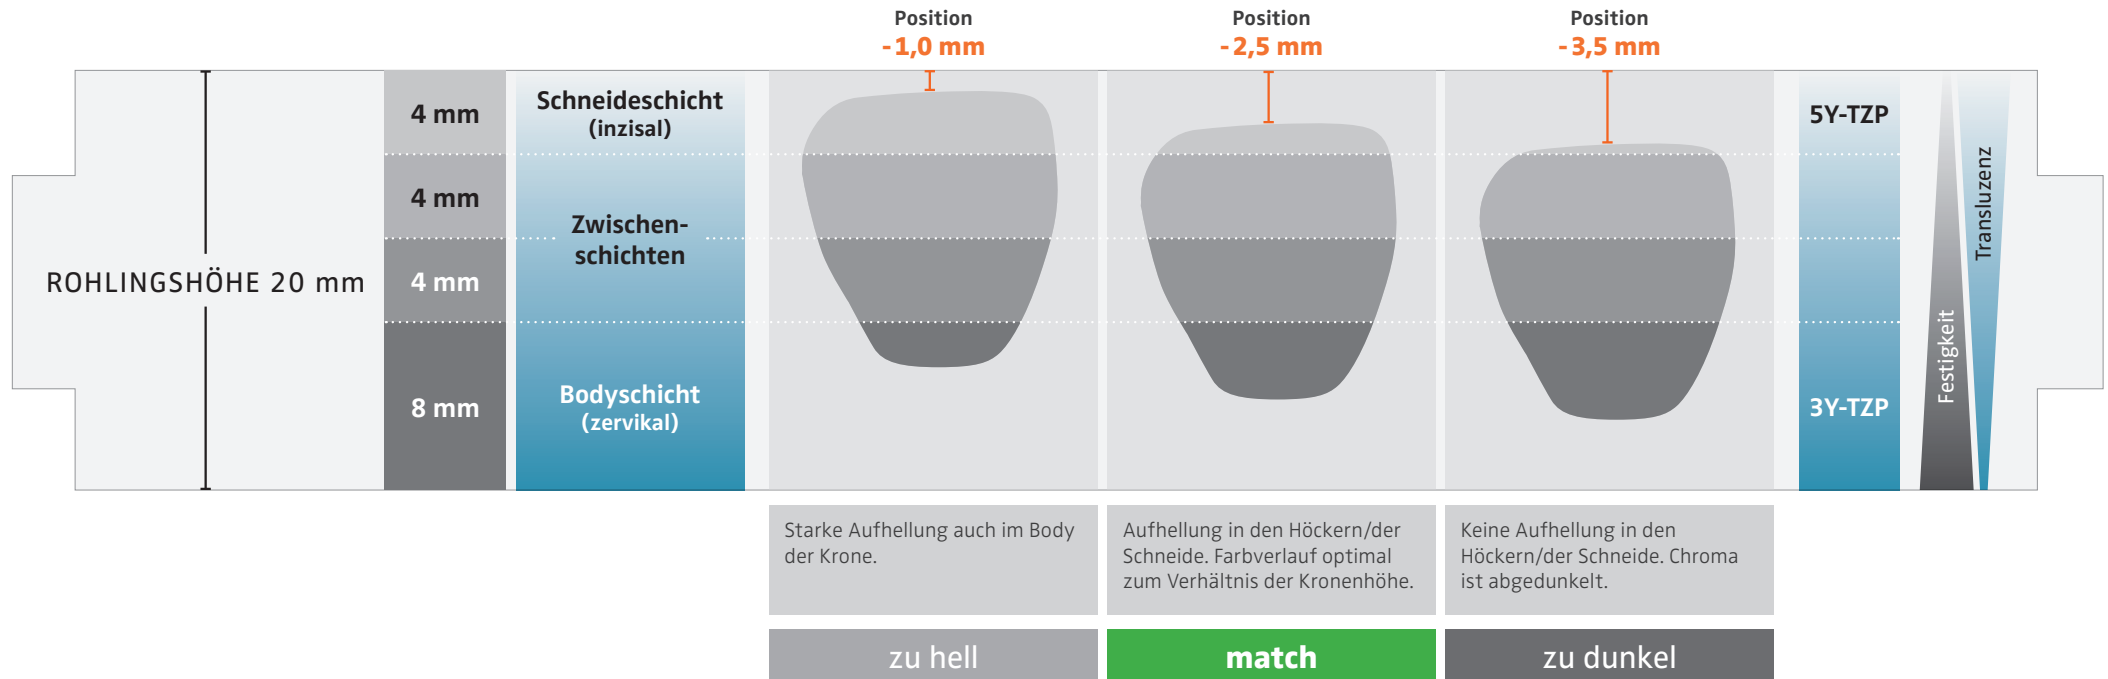 Position
-1,0 mm
Position
-2,5 mm
Position
-3,5 mm
ROHLINGSHÖHE 20 mm
4 mm
4 mm
4 mm
8 mm
Schneideschicht
(inzisal)
Zwischen-
schichten
Bodyschicht
(zervikal)
5Y-TZP
3Y-TZP
Festigkeit
Transluzenz
Starke Aufhellung auch im Body
der Krone.
Aufhellung in den Höckern/der
Schneide. Farbverlauf optimal
zum Verhältnis der Kronenhöhe.
Keine Aufhellung in den
Höckern/der Schneide. Chroma
ist abgedunkelt.
zu hell
match
zu dunkel